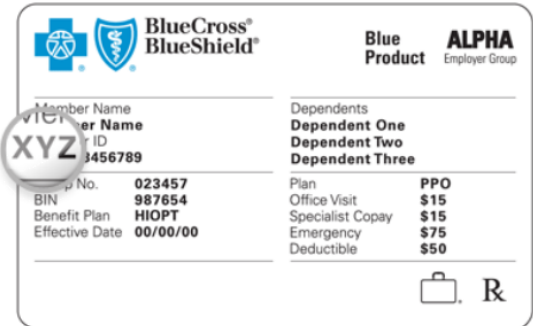 BlueCross®
BlueShield®
Blue
Product
ALPHA
Employer Group
Member Name
er Name
ID
XYZ 3456789
p No. 023457
BIN 987654
Benefit Plan HIOPT
Effective Date 00/00/00
Dependents
Dependent One
Dependent Two
Dependent Three
Plan PPO
Office Visit $15
Specialist Copay $15
Emergency $75
Deductible $50
Rx